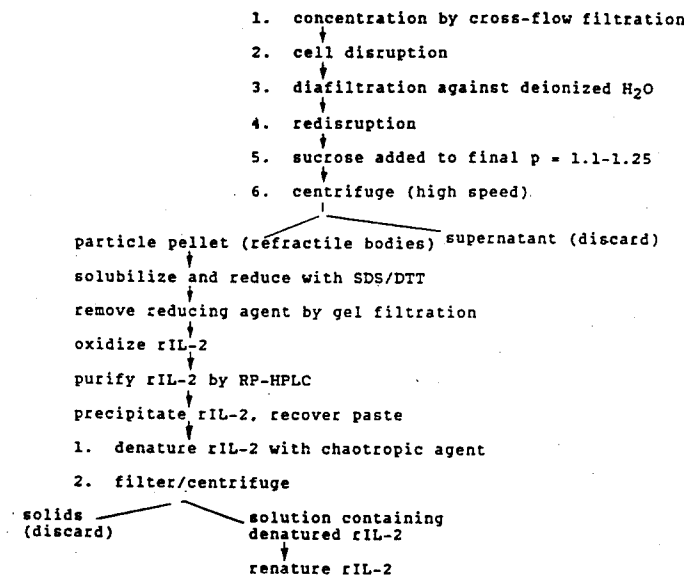 1. concentration by cross-flow filtration
2. cell disruption
3. diafiltration against deionized H₂O
4. redisruption
5. sucrose added to final p = 1.1-1.25
6. centrifuge (high speed)
particle pellet (refractile bodies) supernatant (discard)
solubilize and reduce with SDS/DTT
remove reducing agent by gel filtration
oxidize rIL-2
purify rIL-2 by RP-HPLC
precipitate rIL-2, recover paste
1. denature rIL-2 with chaotropic agent
2. filter/centrifuge
solids
(discard)
solution containing
denatured rIL-2
renature rIL-2